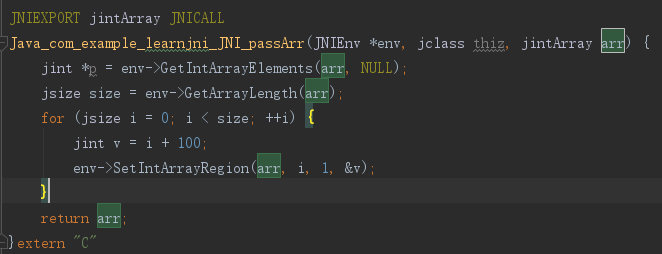 JNIEXPORT jintArray JNICALL
Java_com_example_learnjni_JNI_passArr(JNIEnv *env, jclass thiz, jintArray arr) {
    jint *p = env->GetIntArrayElements(arr, NULL);
    jsize size = env->GetArrayLength(arr);
    for (jsize i = 0; i < size; ++i) {
        jint v = i + 100;
        env->SetIntArrayRegion(arr, i, 1, &v);
    }
    return arr;
}extern "C"